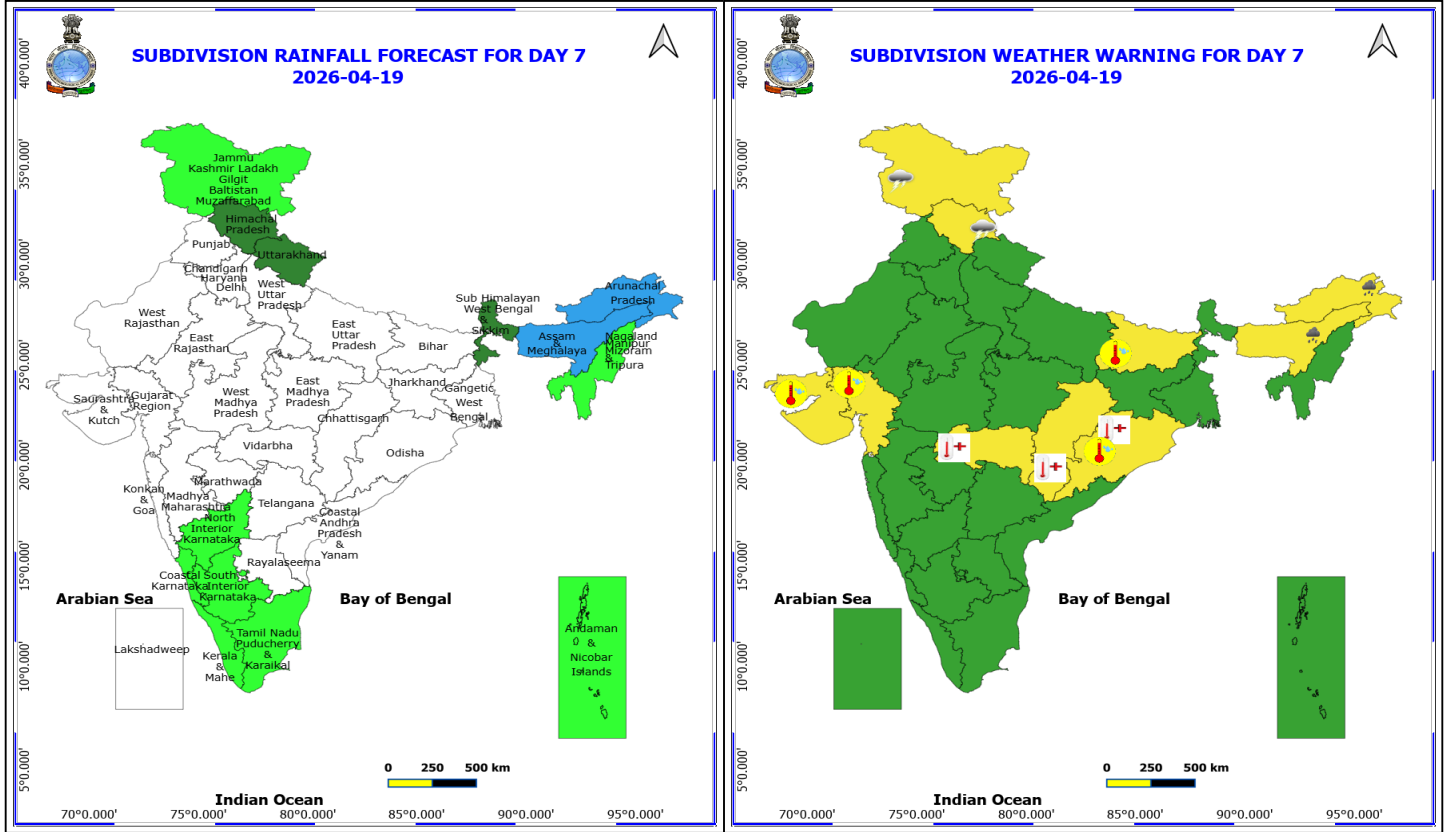 SUBDIVISION RAINFALL FORECAST FOR DAY 7
2026-04-19
40°0.000'
35°0.000'
30°0.000'
25°0.000'
20°0.000'
15°0.000'
10°0.000'
5°0.000'
Jammu
Kashmir Ladakh
Gilgit
Baltistan
Muzaffarabad
Himachal
Pradesh
Punjab
Uttarakhand
Chandigarh
Haryana
Delhi
West
Uttar
Pradesh
West
Rajasthan
East
Rajasthan
East
Uttar
Pradesh
Bihar
Sub Himalayan
West Bengal
&
Sikkim
Arunachal
Pradesh
Assam
&
Meghalaya
Nagaland
Manipur
Mizoram
&
Tripura
Saurashtra
&
Kutch
Gujarat
Region
West
Madhya
Pradesh
East
Madhya
Pradesh
Jharkhand
Gangetic
West
Bengal
Chhattisgarh
Vidarbha
Odisha
Konkan
&
Goa
Madhya
Maharashtra
Marathwada
Telangana
North
Interior
Karnataka
Coastal
Andhra
Pradesh
&
Yanam
Rayalaseema
Coastal
Karnataka
South
Interior
Karnataka
Arabian Sea
Bay of Bengal
Lakshadweep
Kerala
&
Mahe
Tamil Nadu
Puducherry
&
Karaikal
Andaman
&
Nicobar
Islands
0 250 500 km
Indian Ocean
70°0.000' 75°0.000' 80°0.000' 85°0.000' 90°0.000' 95°0.000'
SUBDIVISION WEATHER WARNING FOR DAY 7
2026-04-19
40°0.000'
35°0.000'
30°0.000'
25°0.000'
20°0.000'
15°0.000'
10°0.000'
5°0.000'
Arabian Sea
Bay of Bengal
0 250 500 km
Indian Ocean
70°0.000' 75°0.000' 80°0.000' 85°0.000' 90°0.000' 95°0.000'